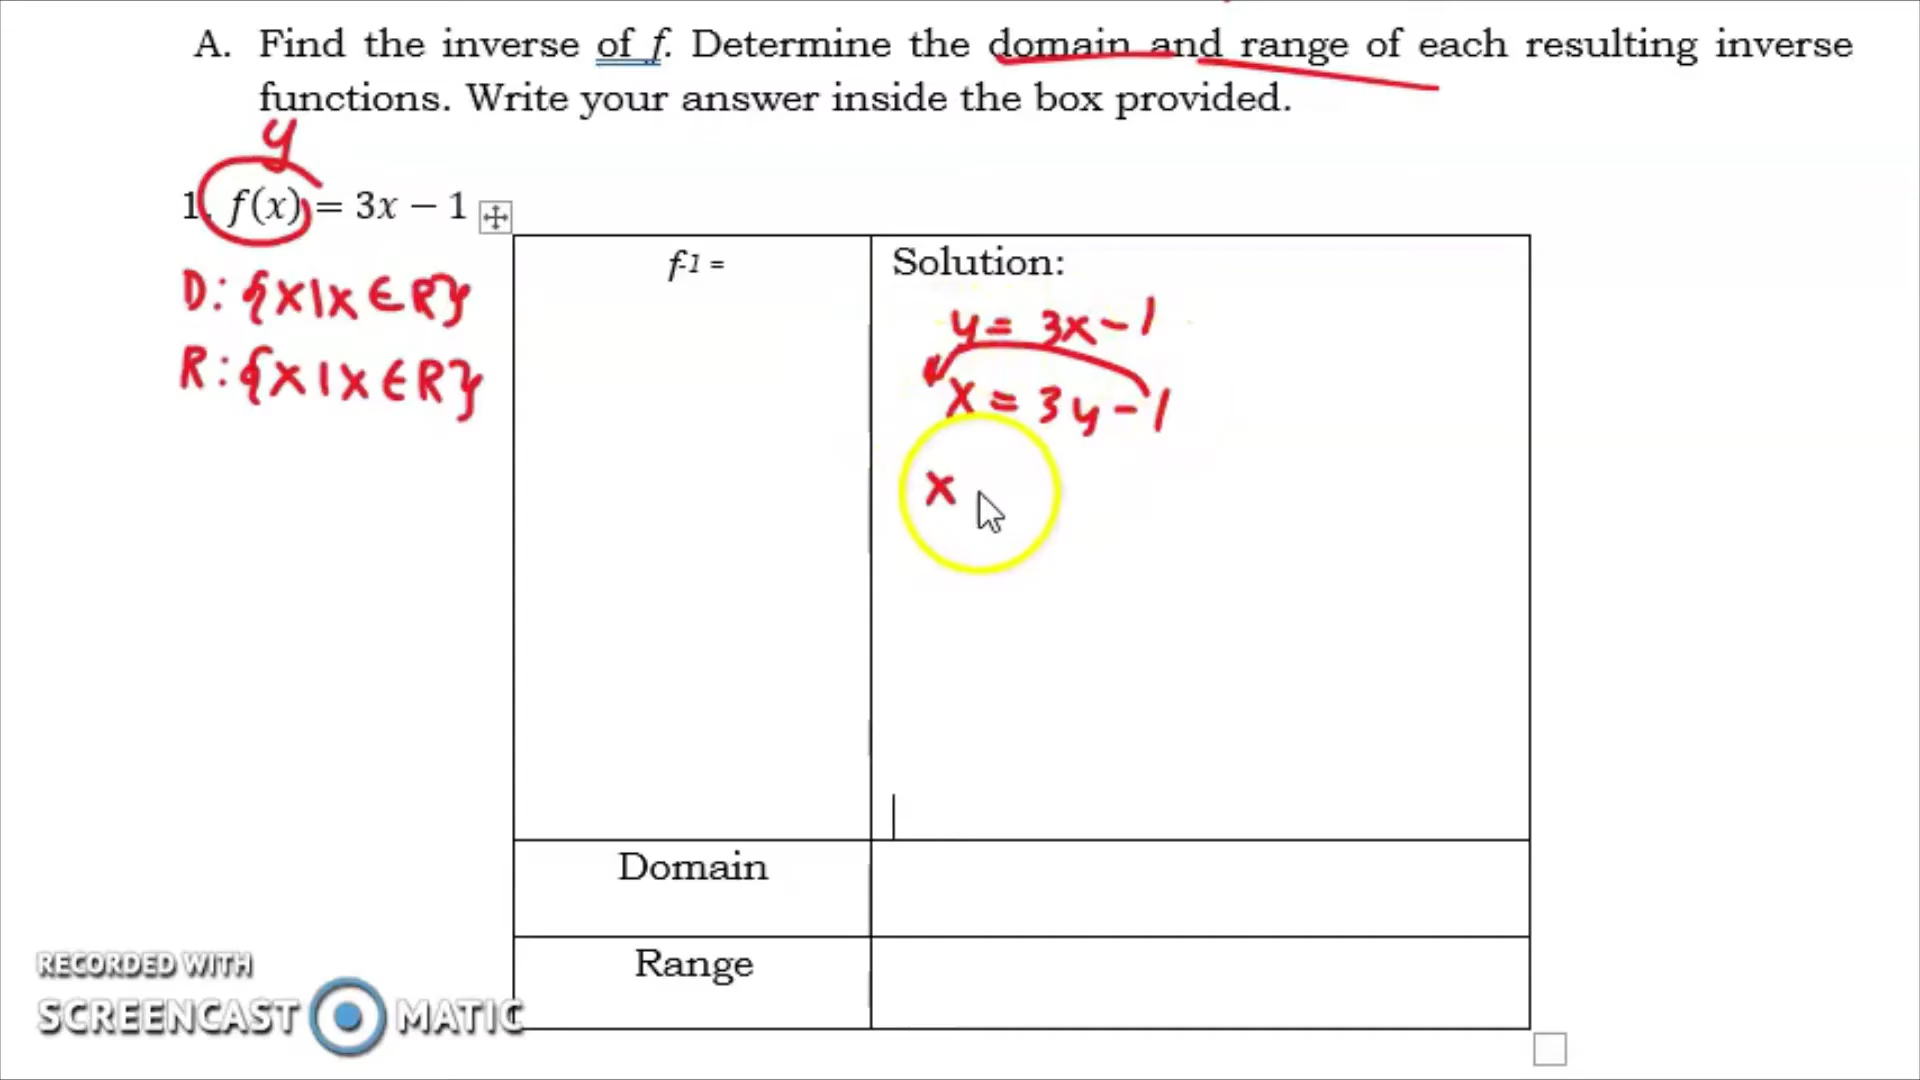 A. Find the inverse of f. Determine the domain and range of each resulting inverse
functions. Write your answer inside the box provided.
y
1. f(x) = 3x − 1
D: {x|x ∈ R}
R: {x|x ∈ R}
f-1 =
Solution:
y = 3x − 1
x = 3y − 1
x
Domain
Range
RECORDED WITH
SCREENCAST MATIC